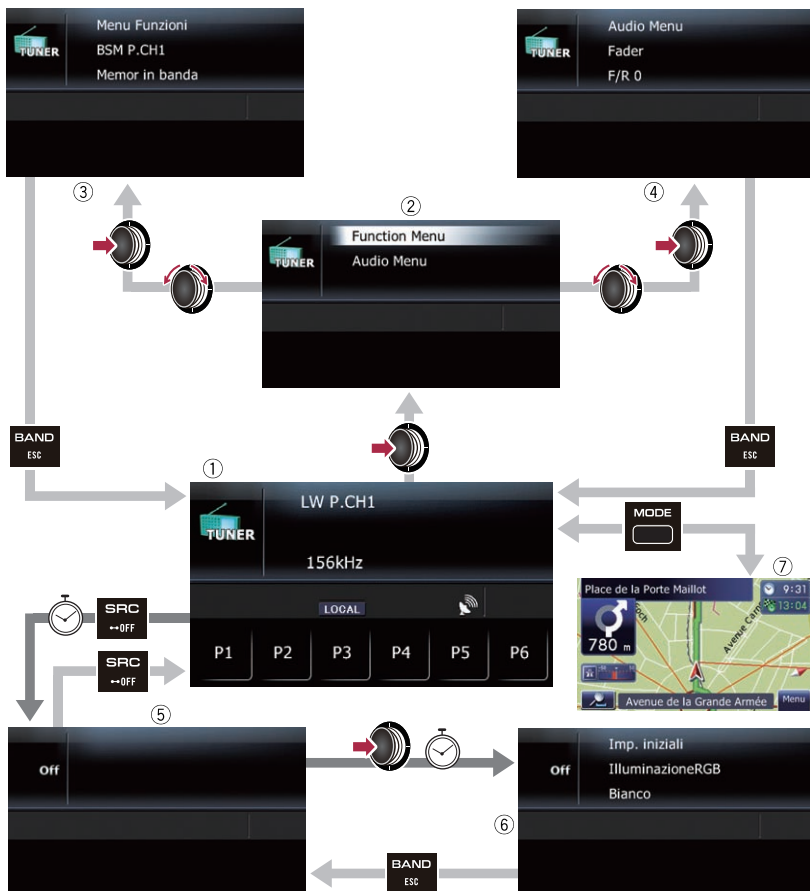 Menu Funzioni
TUNER
BSM P.CH1
Memor in banda
Audio Menu
TUNER
Fader
F/R 0
③
②
④
Function Menu
TUNER
Audio Menu
BAND
ESC
BAND
ESC
①
LW P.CH1
TUNER
156kHz
LOCAL
P1 P2 P3 P4 P5 P6
MODE
⑦
Place de la Porte Maillot
9:31
13:04
780 m
Avenue de la Grande Armée
Menu
SRC
OFF
SRC
OFF
⑤
Off
Imp. iniziali
Off
IlluminazioneRGB
Bianco
⑥
BAND
ESC